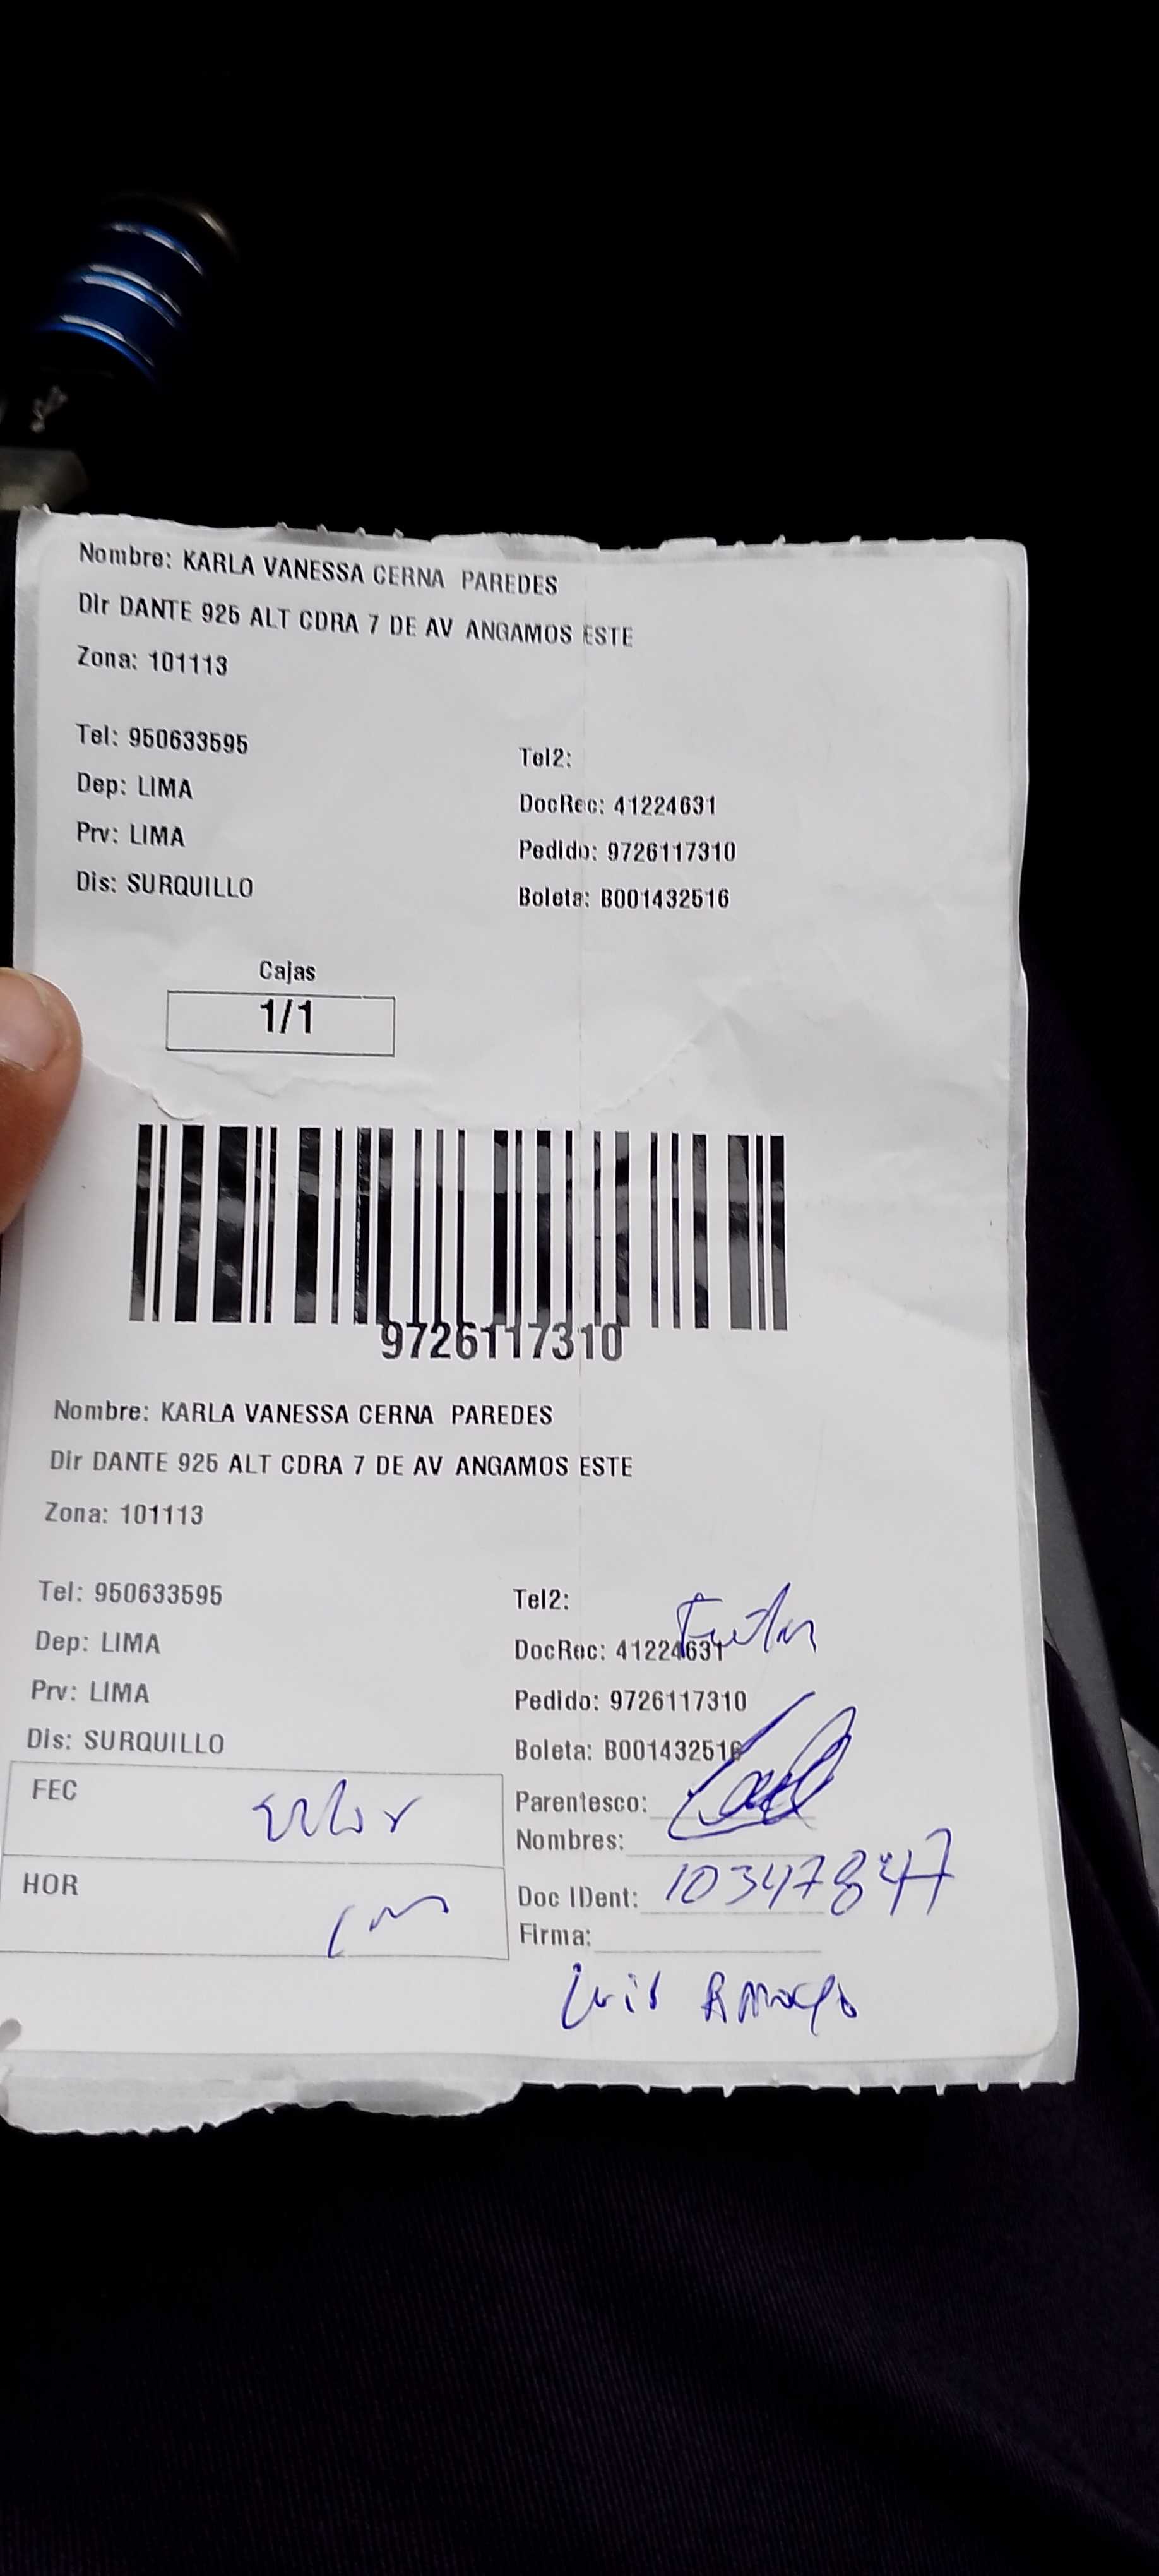 Nombre: KARLA VANESSA CERNA PAREDES
Dir DANTE 925 ALT CDRA 7 DE AV ANGAMOS ESTE
Zona: 101113
Tel: 950633595
Tel2:
Dep: LIMA
DocRec: 41224631
Prv: LIMA
Pedido: 9726117310
Dis: SURQUILLO
Boleta: B001432516
Cajas
1/1
9726117310
Nombre: KARLA VANESSA CERNA PAREDES
Dir DANTE 925 ALT CDRA 7 DE AV ANGAMOS ESTE
Zona: 101113
Tel: 950633595
Tel2:
Dep: LIMA
DocRec: 41224631
Prv: LIMA
Pedido: 9726117310
Dis: SURQUILLO
Boleta: B001432516
FEC
Parentesco:
Nombres:
HOR
Doc IDent: 10347847
Firma:
Luis